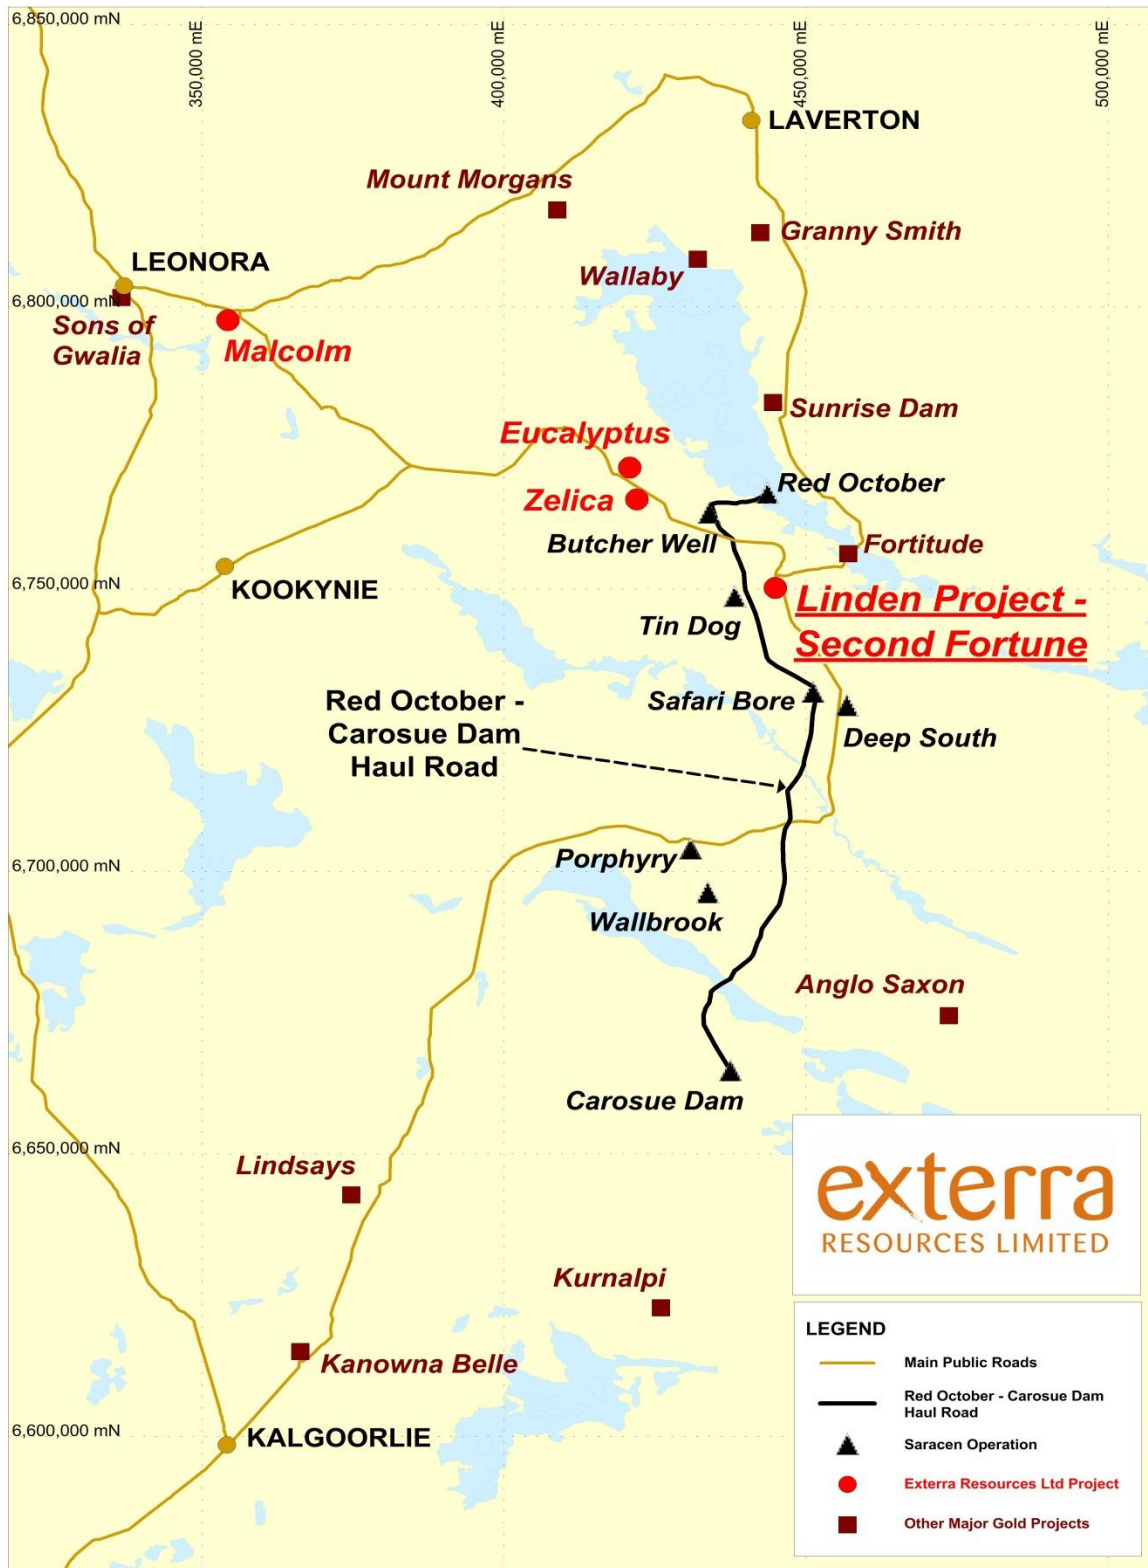 6,850,000 mN
350,000 mE
400,000 mE
450,000 mE
500,000 mE
LAVERTON
Mount Morgans
Granny Smith
LEONORA
Wallaby
6,800,000 mN
Sons of
Gwalia
Malcolm
Sunrise Dam
Eucalyptus
Zelica
Red October
Butcher Well
Fortitude
6,750,000 mN
KOOKYNIE
Linden Project -
Second Fortune
Tin Dog
Safari Bore
Red October -
Carosue Dam
Haul Road
Deep South
6,700,000 mN
Porphyry
Wallbrook
Anglo Saxon
Carosue Dam
6,650,000 mN
Lindsays
exterra
RESOURCES LIMITED
Kurnalpi
Kanowna Belle
6,600,000 mN
KALGOORLIE
LEGEND
Main Public Roads
Red October - Carosue Dam
Haul Road
Saracen Operation
Exterra Resources Ltd Project
Other Major Gold Projects